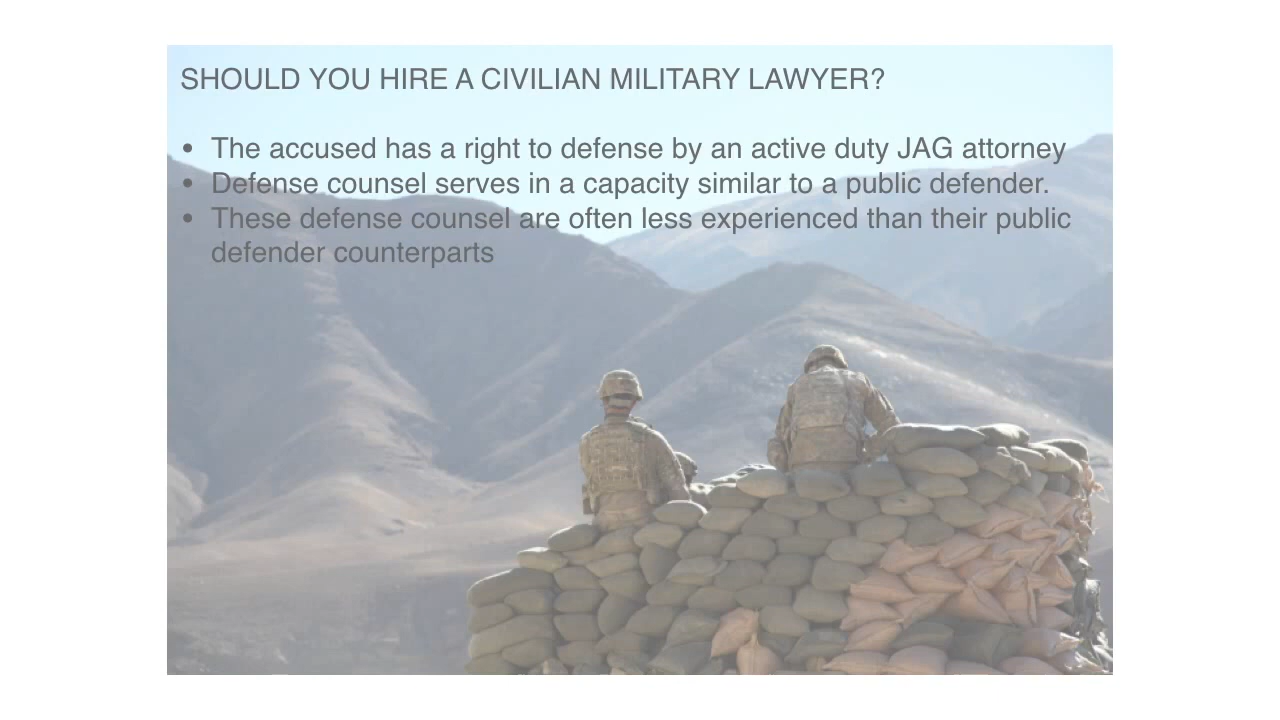 SHOULD YOU HIRE A CIVILIAN MILITARY LAWYER?
• The accused has a right to defense by an active duty JAG attorney
• Defense counsel serves in a capacity similar to a public defender.
• These defense counsel are often less experienced than their public
defender counterparts